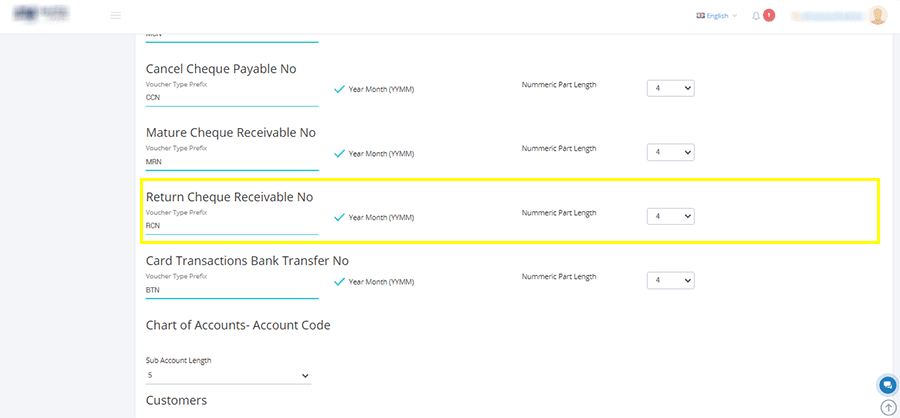 English
1
MCN
Cancel Cheque Payable No
Voucher Type Prefix
Year Month (YYMM)
Nummeric Part Length
4
CCN
Mature Cheque Receivable No
Voucher Type Prefix
Year Month (YYMM)
Nummeric Part Length
4
MRN
Return Cheque Receivable No
Voucher Type Prefix
Year Month (YYMM)
Nummeric Part Length
4
RCN
Card Transactions Bank Transfer No
Voucher Type Prefix
Year Month (YYMM)
Nummeric Part Length
4
BTN
Chart of Accounts- Account Code
Sub Account Length
5
Customers